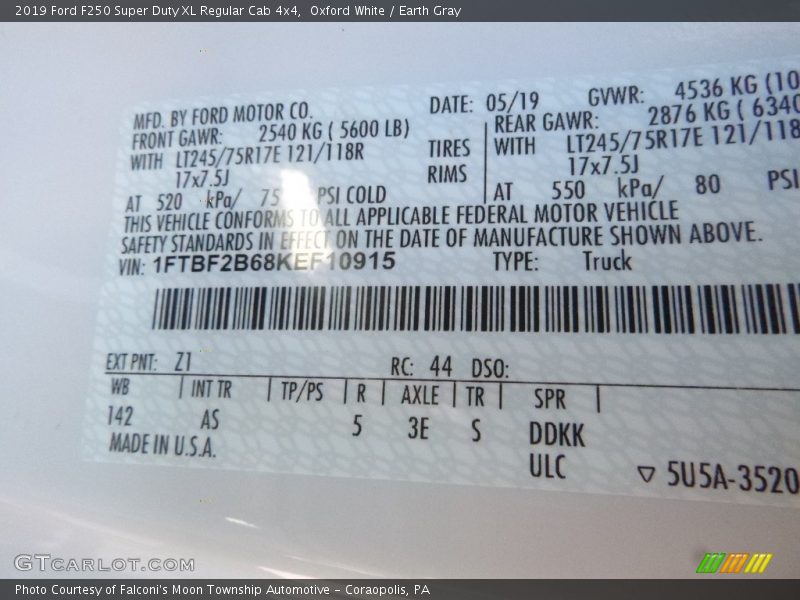 2019 Ford F250 Super Duty XL Regular Cab 4x4,  Oxford White / Earth Gray
MFD. BY FORD MOTOR CO. DATE: 05/19 GVWR: 4536 KG (10
FRONT GAWR: 2540 KG ( 5600 LB) REAR GAWR: 2876 KG ( 6340
WITH LT245/75R17E 121/118R TIRES WITH LT245/75R17E 121/118
17x7.5J RIMS 17x7.5J
AT 520 kPa/ 75 PSI COLD AT 550 kPa/ 80 PSI
THIS VEHICLE CONFORMS TO ALL APPLICABLE FEDERAL MOTOR VEHICLE
SAFETY STANDARDS IN EFFECT ON THE DATE OF MANUFACTURE SHOWN ABOVE.
VIN: 1FTBF2B68KEF10915 TYPE: Truck
EXT PNT: Z1 RC: 44 DSO:
WB INT TR TP/PS R AXLE TR SPR
142 AS 5 3E S DDKK
MADE IN U.S.A. ULC ▽ 5U5A-3520
GTCARLOT.COM
Photo Courtesy of Falconi's Moon Township Automotive - Coraopolis, PA